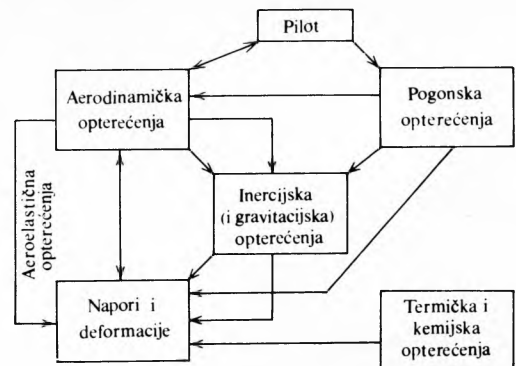 Pilot
Aerodinamička
opterećenja
Pogonska
opterećenja
Aeroelastična
opterećenja
Inercijska
(i gravitacijska)
opterećenja
Napori i
deformacije
Termička i
kemijska
opterećenja